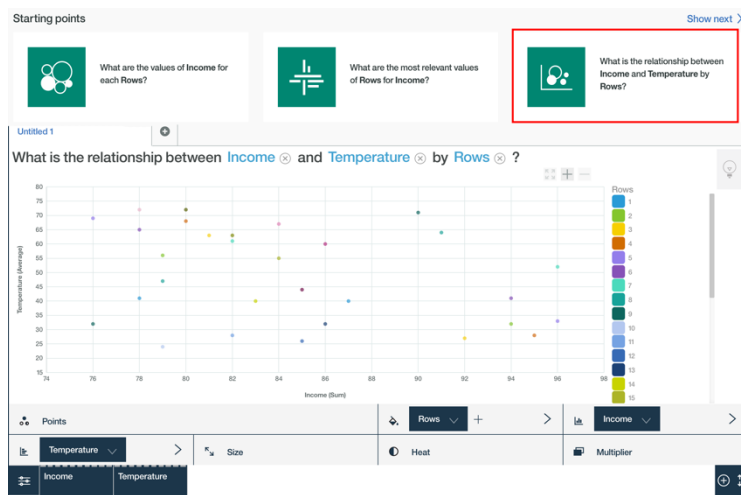 Starting points
Show next
What are the values of Income for
each Rows?
What are the most relevant values
of Rows for Income?
What is the relationship between
Income and Temperature by
Rows?
Untitled 1
What is the relationship between Income and Temperature by Rows ?
Rows
80
75
70
65
60
55
50
45
40
35
30
25
20
15
Temperature (Average)
74 76 78 80 82 84 86 88 90 92 94 96 98
Income (Sum)
1
2
3
4
5
6
7
8
9
10
11
12
13
14
15
Points
Rows
Income
Temperature
Size
Heat
Multiplier
Income Temperature